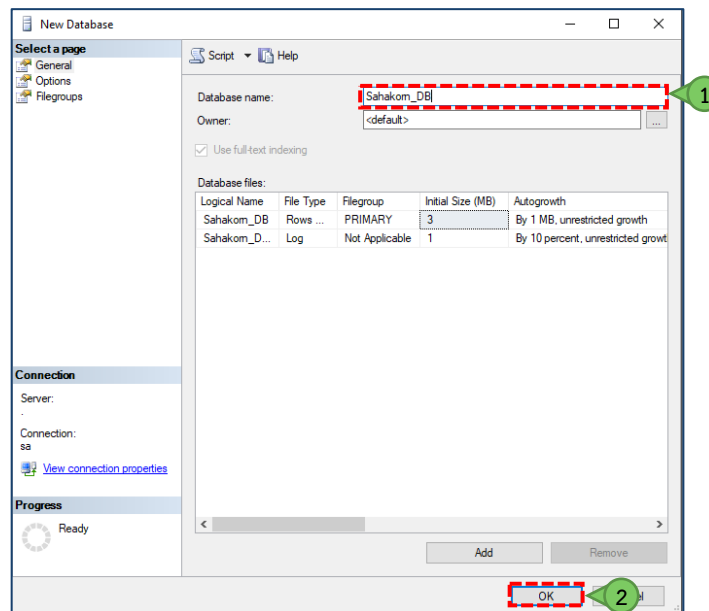 New Database
Select a page
General
Options
Filegroups
Script Help
Database name: Sahakorn_DB
1
Owner: <default> ...
Use full-text indexing
Database files:
Logical Name File Type Filegroup Initial Size (MB) Autogrowth
Sahakorn_DB Rows ... PRIMARY 3 By 1 MB, unrestricted growth
Sahakorn_D... Log Not Applicable 1 By 10 percent, unrestricted growt
Connection
Server:
.
Connection:
sa
View connection properties
Progress
Ready
Add Remove
OK 2